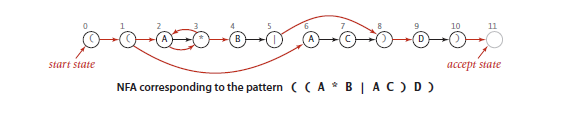 0 1 2 3 4 5 6 7 8 9 10 11
( ( A * B | A C ) D )
start state
accept state
NFA corresponding to the pattern ( ( A * B | A C ) D )